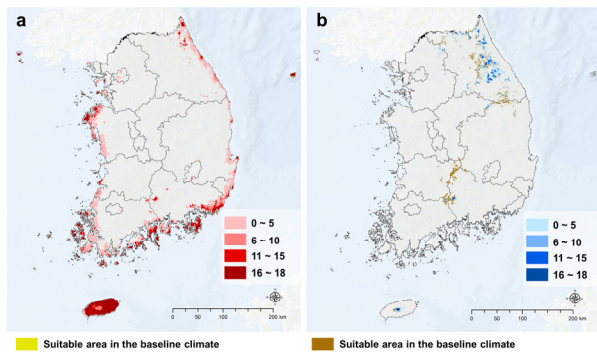 a
0 ~ 5
6 ~ 10
11 ~ 15
16 ~ 18
0 50 100 200 km
Suitable area in the baseline climate
b
0 ~ 5
6 ~ 10
11 ~ 15
16 ~ 18
0 50 100 200 km
Suitable area in the baseline climate